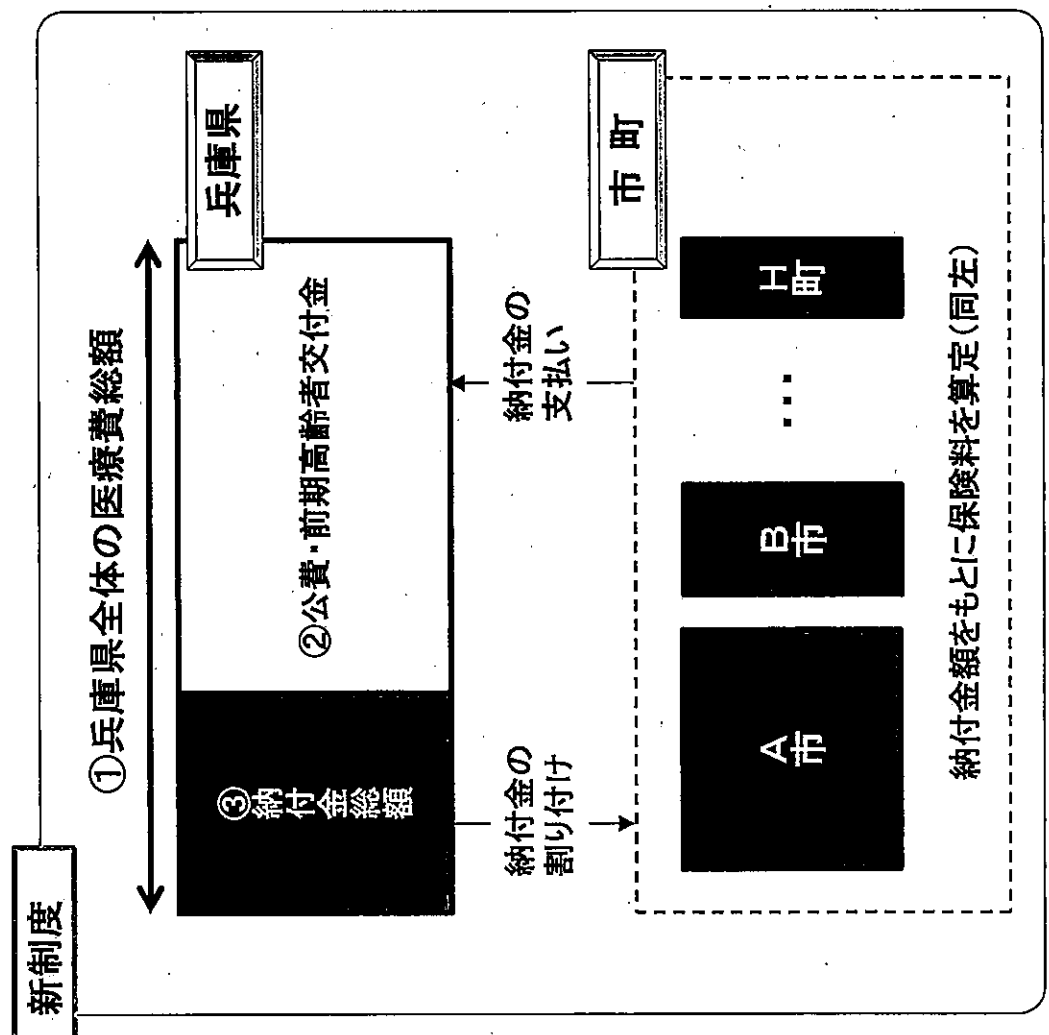 新制度
①兵庫県全体の医療費総額
兵庫県
③納
付
金
総
額
②公費・前期高齢者交付金
納付金の
割り付け
納付金の
支払い
市町
A
市
B
市
…
H
町
納付金額をもとに保険料を算定(同左)